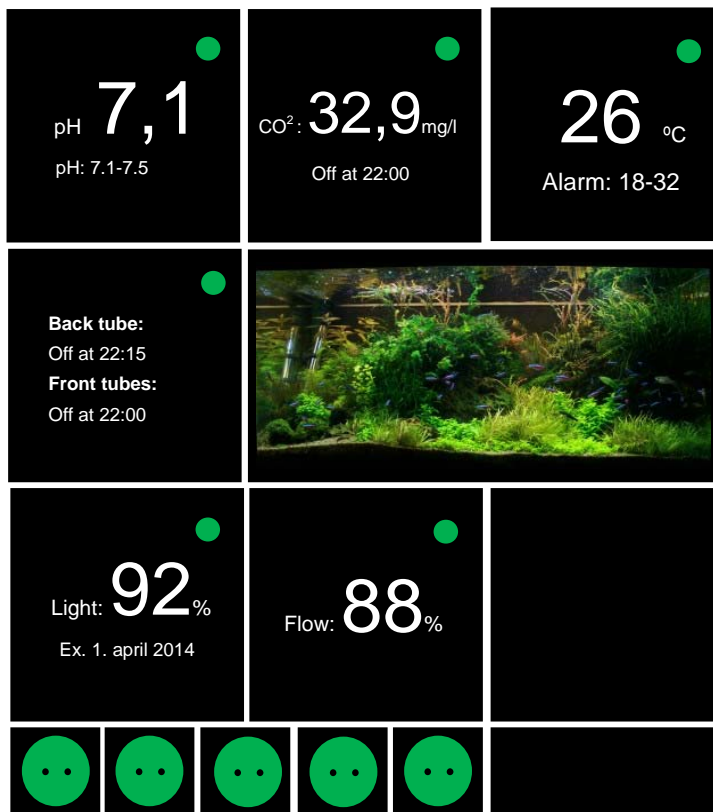 pH 7,1
pH: 7.1-7.5
CO²: 32,9mg/l
Off at 22:00
26 ºC
Alarm: 18-32
Back tube:
Off at 22:15
Front tubes:
Off at 22:00
Light: 92%
Ex. 1. april 2014
Flow: 88%